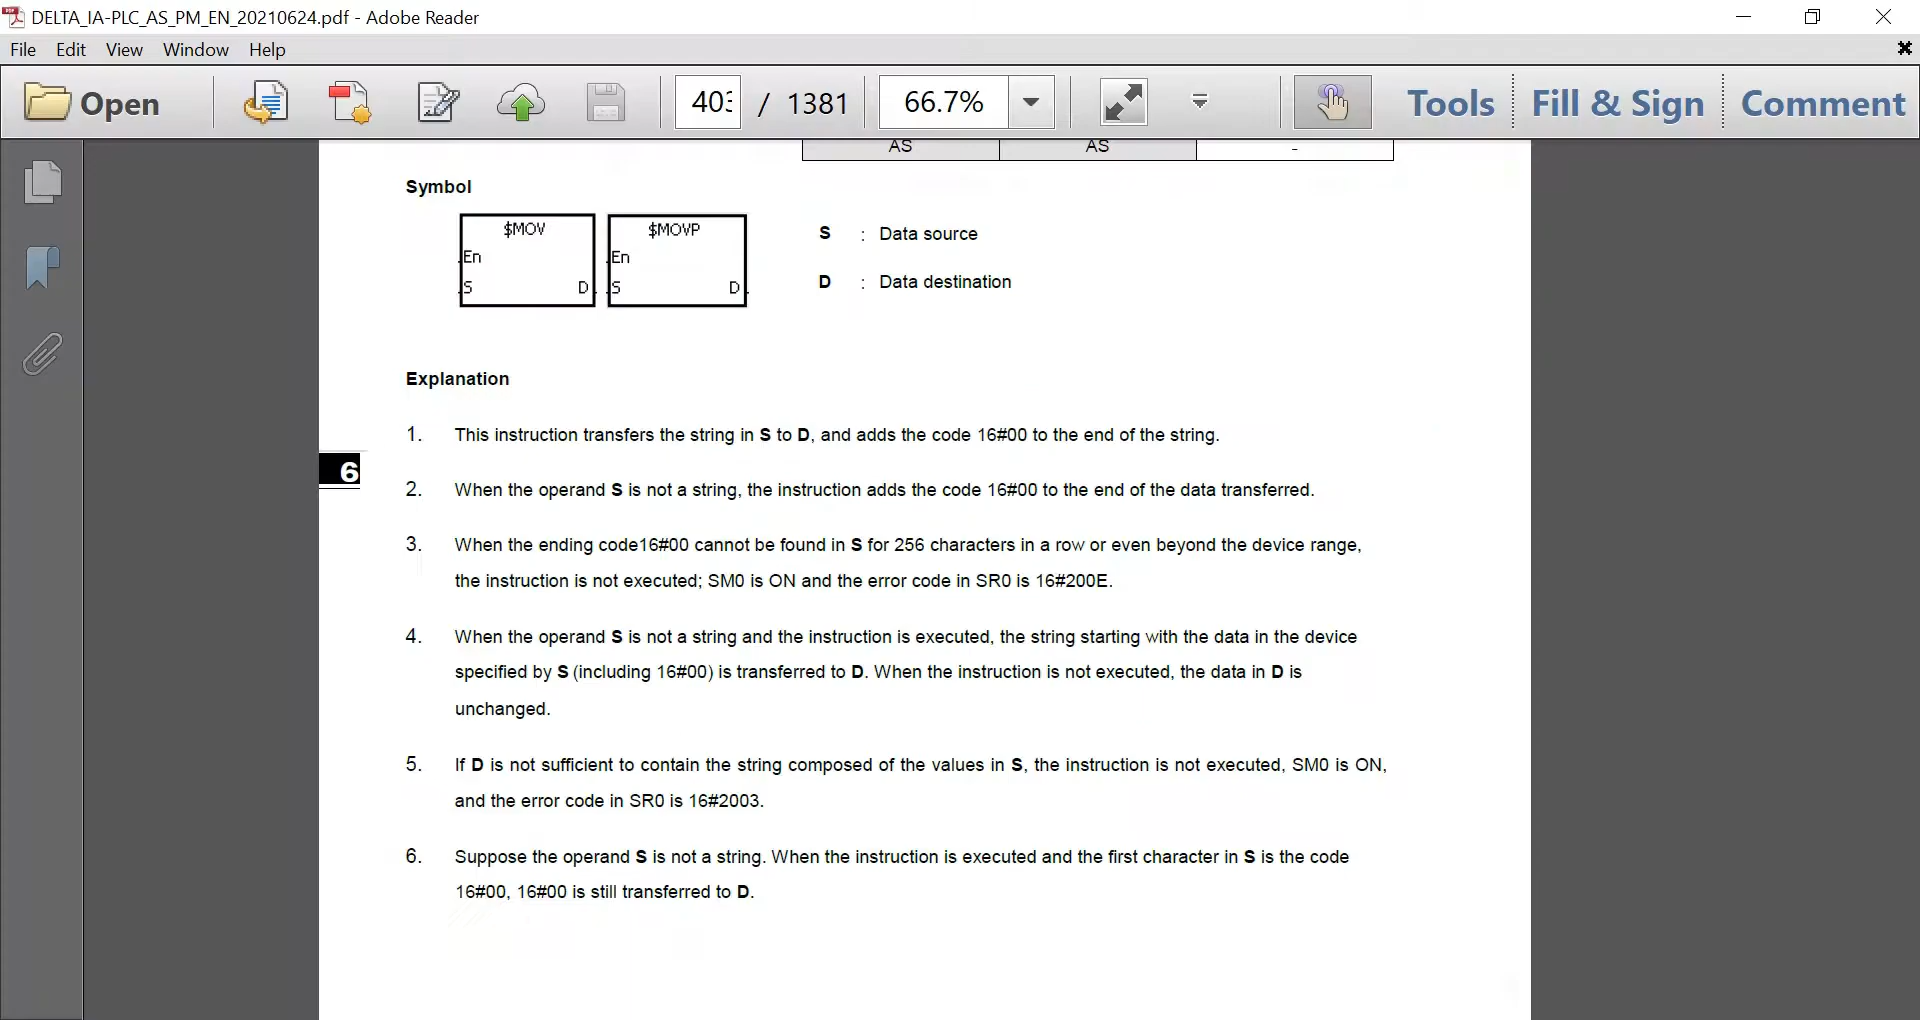 DELTA_IA-PLC_AS_PM_EN_20210624.pdf - Adobe Reader
File Edit View Window Help
Open 403 / 1381 66.7% Tools Fill & Sign Comment
AS AS -
Symbol
$MOV $MOVP
En En
S D S D
S : Data source
D : Data destination
Explanation
1. This instruction transfers the string in S to D, and adds the code 16#00 to the end of the string.
6
2. When the operand S is not a string, the instruction adds the code 16#00 to the end of the data transferred.
3. When the ending code16#00 cannot be found in S for 256 characters in a row or even beyond the device range,
the instruction is not executed; SM0 is ON and the error code in SR0 is 16#200E.
4. When the operand S is not a string and the instruction is executed, the string starting with the data in the device
specified by S (including 16#00) is transferred to D. When the instruction is not executed, the data in D is
unchanged.
5. If D is not sufficient to contain the string composed of the values in S, the instruction is not executed, SM0 is ON,
and the error code in SR0 is 16#2003.
6. Suppose the operand S is not a string. When the instruction is executed and the first character in S is the code
16#00, 16#00 is still transferred to D.